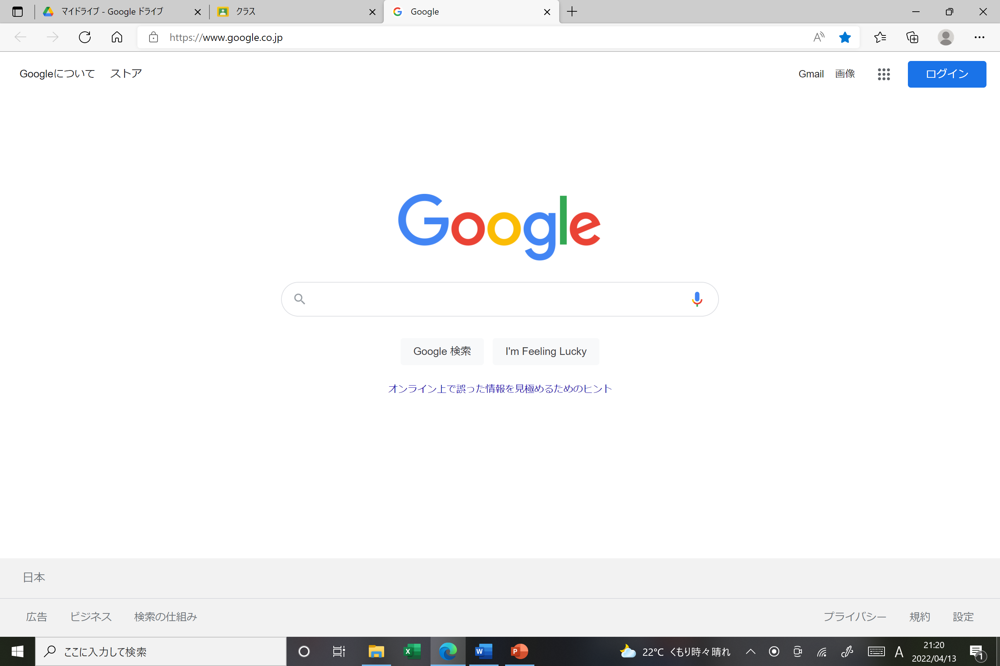 マイドライブ - Google ドライブ
クラス
Google
https://www.google.co.jp
Googleについて ストア
Gmail 画像 ログイン
Google
Google 検索 I'm Feeling Lucky
オンライン上で誤った情報を見極めるためのヒント
日本
広告 ビジネス 検索の仕組み
プライバシー 規約 設定
ここに入力して検索
22°C くもり時々晴れ
A
21:20
2022/04/13
1